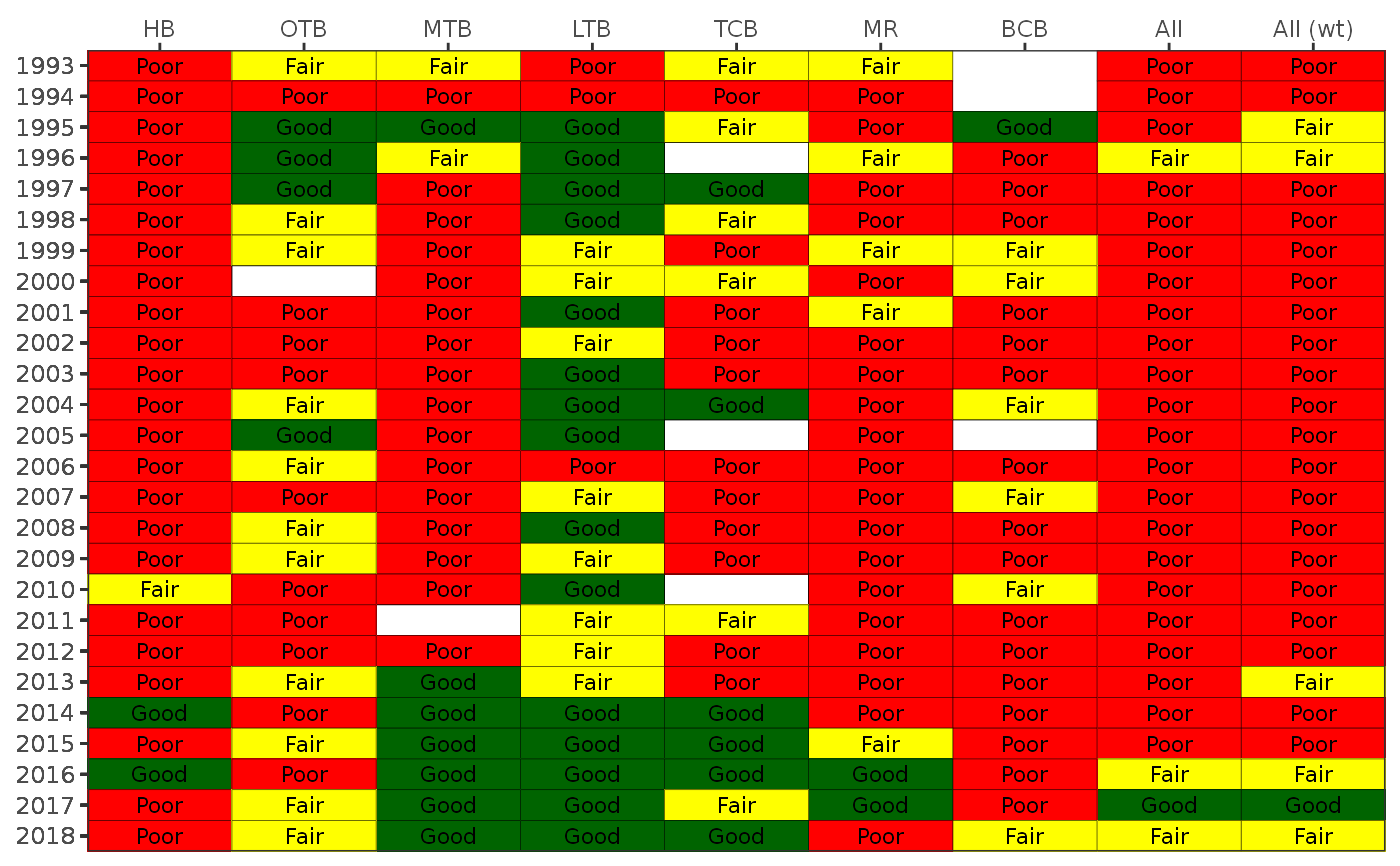 HB OTB MTB LTB TCB MR BCB All All (wt)
1993 Poor Fair Fair Poor Fair Fair Poor Poor
1994 Poor Poor Poor Poor Poor Poor Poor Poor
1995 Poor Good Good Good Fair Poor Good Poor Fair
1996 Poor Good Fair Good Fair Poor Fair Fair
1997 Poor Good Poor Good Good Poor Poor Poor Poor
1998 Poor Fair Poor Good Fair Poor Poor Poor Poor
1999 Poor Fair Poor Fair Poor Fair Fair Poor Poor
2000 Poor Poor Fair Fair Poor Fair Poor Poor
2001 Poor Poor Poor Good Poor Fair Poor Poor Poor
2002 Poor Poor Poor Fair Poor Poor Poor Poor Poor
2003 Poor Poor Poor Good Poor Poor Poor Poor Poor
2004 Poor Fair Poor Good Good Poor Fair Poor Poor
2005 Poor Good Poor Good Poor Poor Poor
2006 Poor Fair Poor Poor Poor Poor Poor Poor Poor
2007 Poor Poor Poor Fair Poor Poor Fair Poor Poor
2008 Poor Fair Poor Good Poor Poor Poor Poor Poor
2009 Poor Fair Poor Fair Poor Poor Poor Poor Poor
2010 Fair Poor Poor Good Poor Fair Poor Poor
2011 Poor Poor Fair Fair Poor Poor Poor Poor
2012 Poor Poor Poor Fair Poor Poor Poor Poor Poor
2013 Poor Fair Good Fair Poor Poor Poor Poor Fair
2014 Good Poor Good Good Good Poor Poor Poor Poor
2015 Poor Fair Good Good Good Fair Poor Poor Poor
2016 Good Poor Good Good Good Good Poor Fair Fair
2017 Poor Fair Good Good Fair Good Poor Good Good
2018 Poor Fair Good Good Good Poor Fair Fair Fair